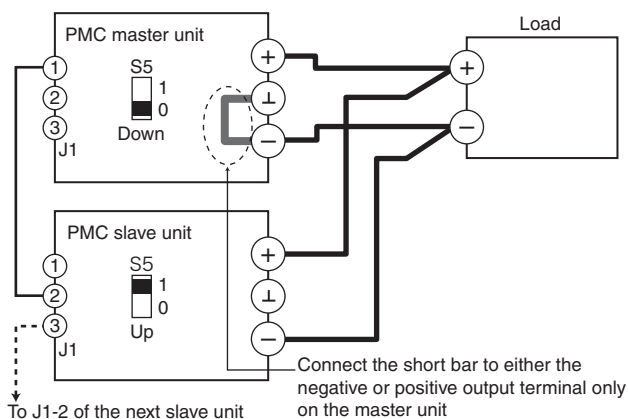 Load
PMC master unit
S5
1
0
Down
1
2
3
J1
+
⊥
−
+
−
PMC slave unit
S5
1
0
Up
1
2
3
J1
+
⊥
−
Connect the short bar to either the
negative or positive output terminal only
on the master unit
To J1-2 of the next slave unit